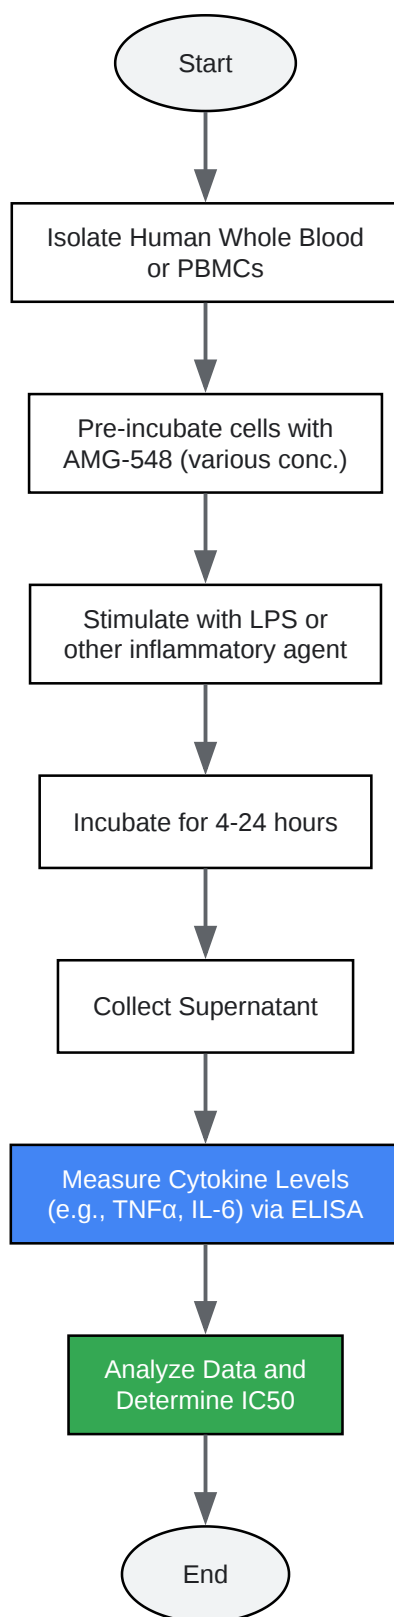 Start
Isolate Human Whole Blood
or PBMCs
Pre-incubate cells with
AMG-548 (various conc.)
Stimulate with LPS or
other inflammatory agent
Incubate for 4-24 hours
Collect Supernatant
Measure Cytokine Levels
(e.g., TNFα, IL-6) via ELISA
Analyze Data and
Determine IC50
End